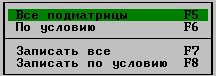 Все подматрицы F5
По условию F6
Записать все F7
Записать по условию F8